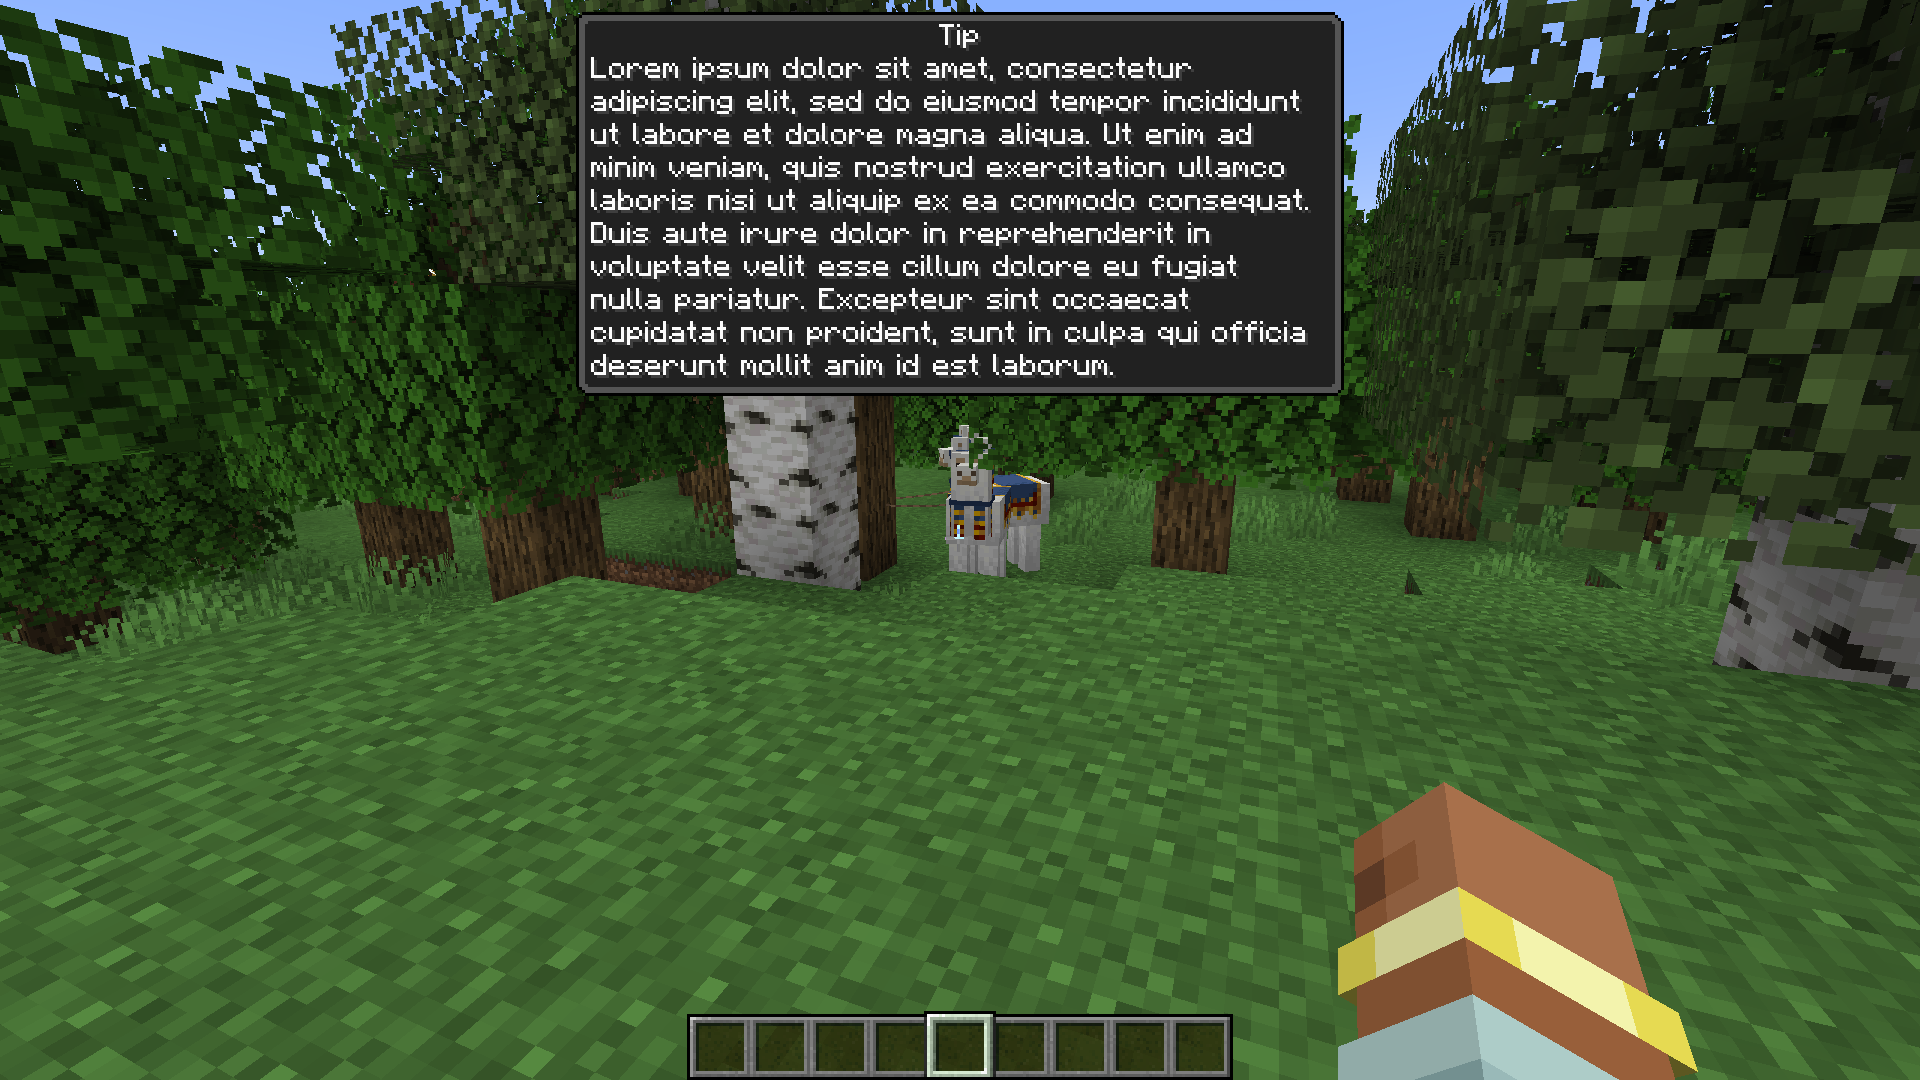 Tip
Lorem ipsum dolor sit amet, consectetur
adipiscing elit, sed do eiusmod tempor incididunt
ut labore et dolore magna aliqua. Ut enim ad
minim veniam, quis nostrud exercitation ullamco
laboris nisi ut aliquip ex ea commodo consequat.
Duis aute irure dolor in reprehenderit in
voluptate velit esse cillum dolore eu fugiat
nulla pariatur. Excepteur sint occaecat
cupidatat non proident, sunt in culpa qui officia
deserunt mollit anim id est laborum.